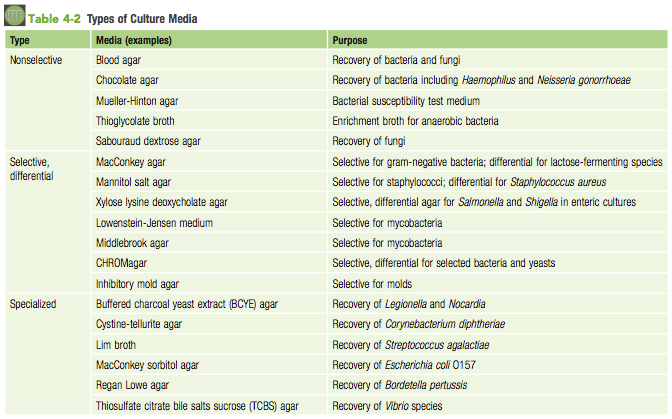 Table 4-2 Types of Culture Media
Type Media (examples) Purpose
Nonselective Blood agar Recovery of bacteria and fungi
Chocolate agar Recovery of bacteria including Haemophilus and Neisseria gonorrhoeae
Mueller-Hinton agar Bacterial susceptibility test medium
Thioglycolate broth Enrichment broth for anaerobic bacteria
Sabouraud dextrose agar Recovery of fungi
Selective, MacConkey agar Selective for gram-negative bacteria; differential for lactose-fermenting species
differential Mannitol salt agar Selective for staphylococci; differential for Staphylococcus aureus
Xylose lysine deoxycholate agar Selective, differential agar for Salmonella and Shigella in enteric cultures
Lowenstein-Jensen medium Selective for mycobacteria
Middlebrook agar Selective for mycobacteria
CHROMagar Selective, differential for selected bacteria and yeasts
Inhibitory mold agar Selective for molds
Specialized Buffered charcoal yeast extract (BCYE) agar Recovery of Legionella and Nocardia
Cystine-tellurite agar Recovery of Corynebacterium diphtheriae
Lim broth Recovery of Streptococcus agalactiae
MacConkey sorbitol agar Recovery of Escherichia coli O157
Regan Lowe agar Recovery of Bordetella pertussis
Thiosulfate citrate bile salts sucrose (TCBS) agar Recovery of Vibrio species